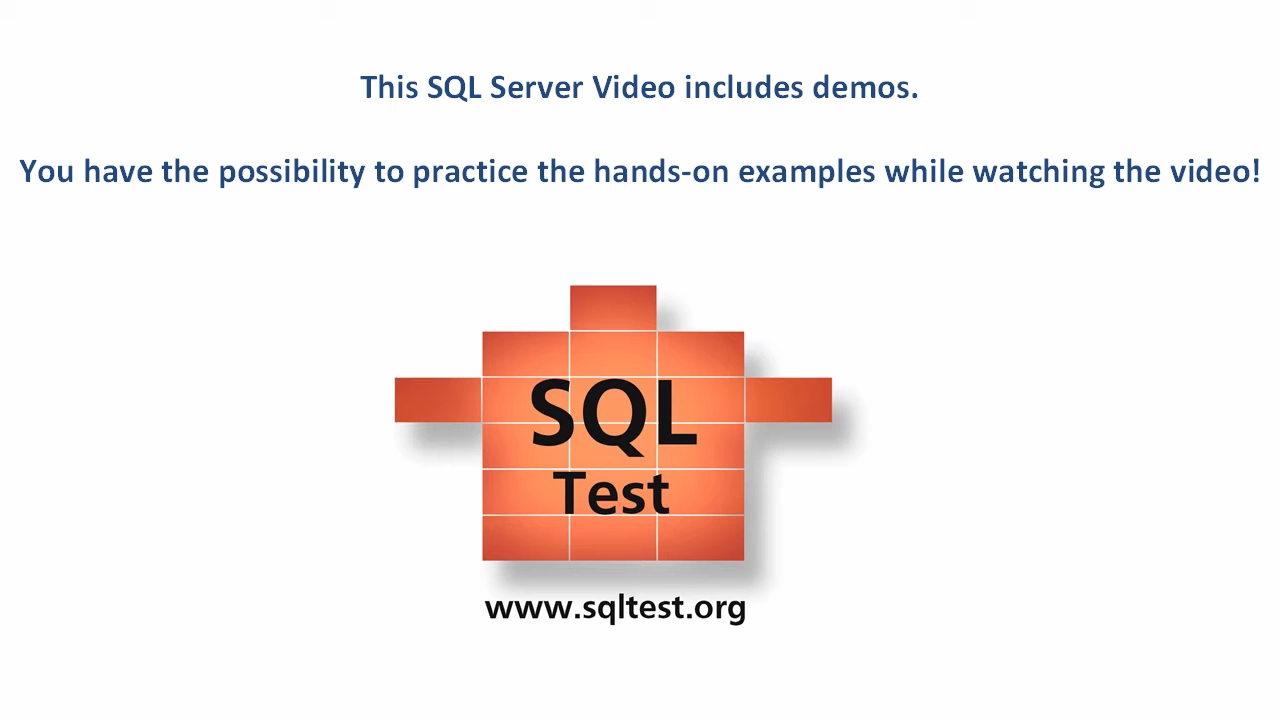 This SQL Server Video includes demos.
You have the possibility to practice the hands-on examples while watching the video!
SQL
Test
www.sqltest.org